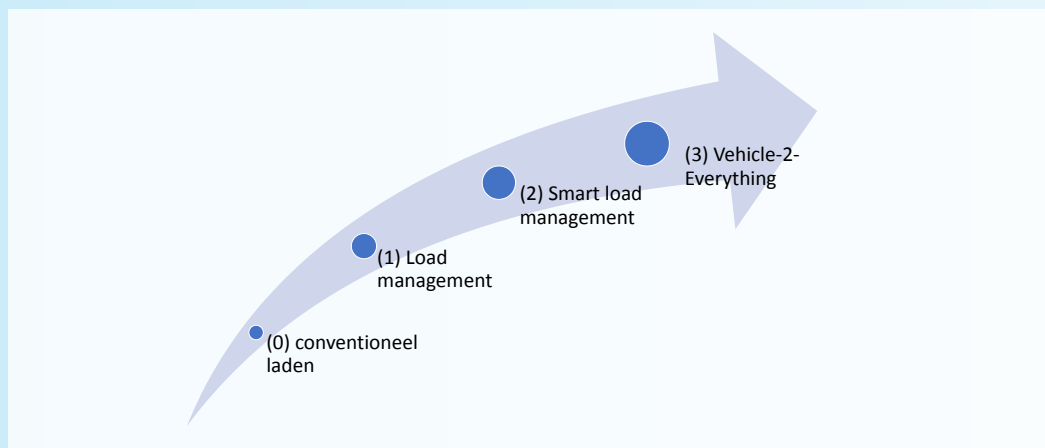 (3) Vehicle-2-
Everything
(2) Smart load
management
(1) Load
management
(0) conventioneel
laden